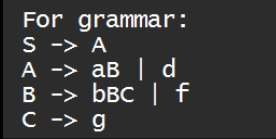 For grammar:
S -> A
A -> aB | d
B -> bBC | f
C -> g